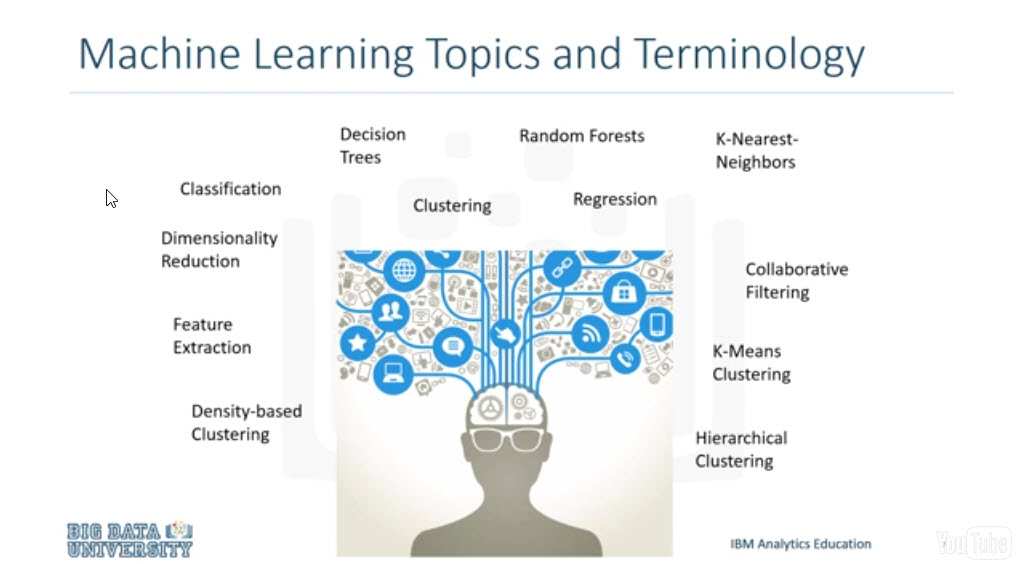 Machine Learning Topics and Terminology
Decision
Trees
Random Forests
K-Nearest-
Neighbors
Classification
Clustering
Regression
Dimensionality
Reduction
Collaborative
Filtering
Feature
Extraction
K-Means
Clustering
Density-based
Clustering
Hierarchical
Clustering
BIG DATA
UNIVERSITY
IBM Analytics Education
YouTube